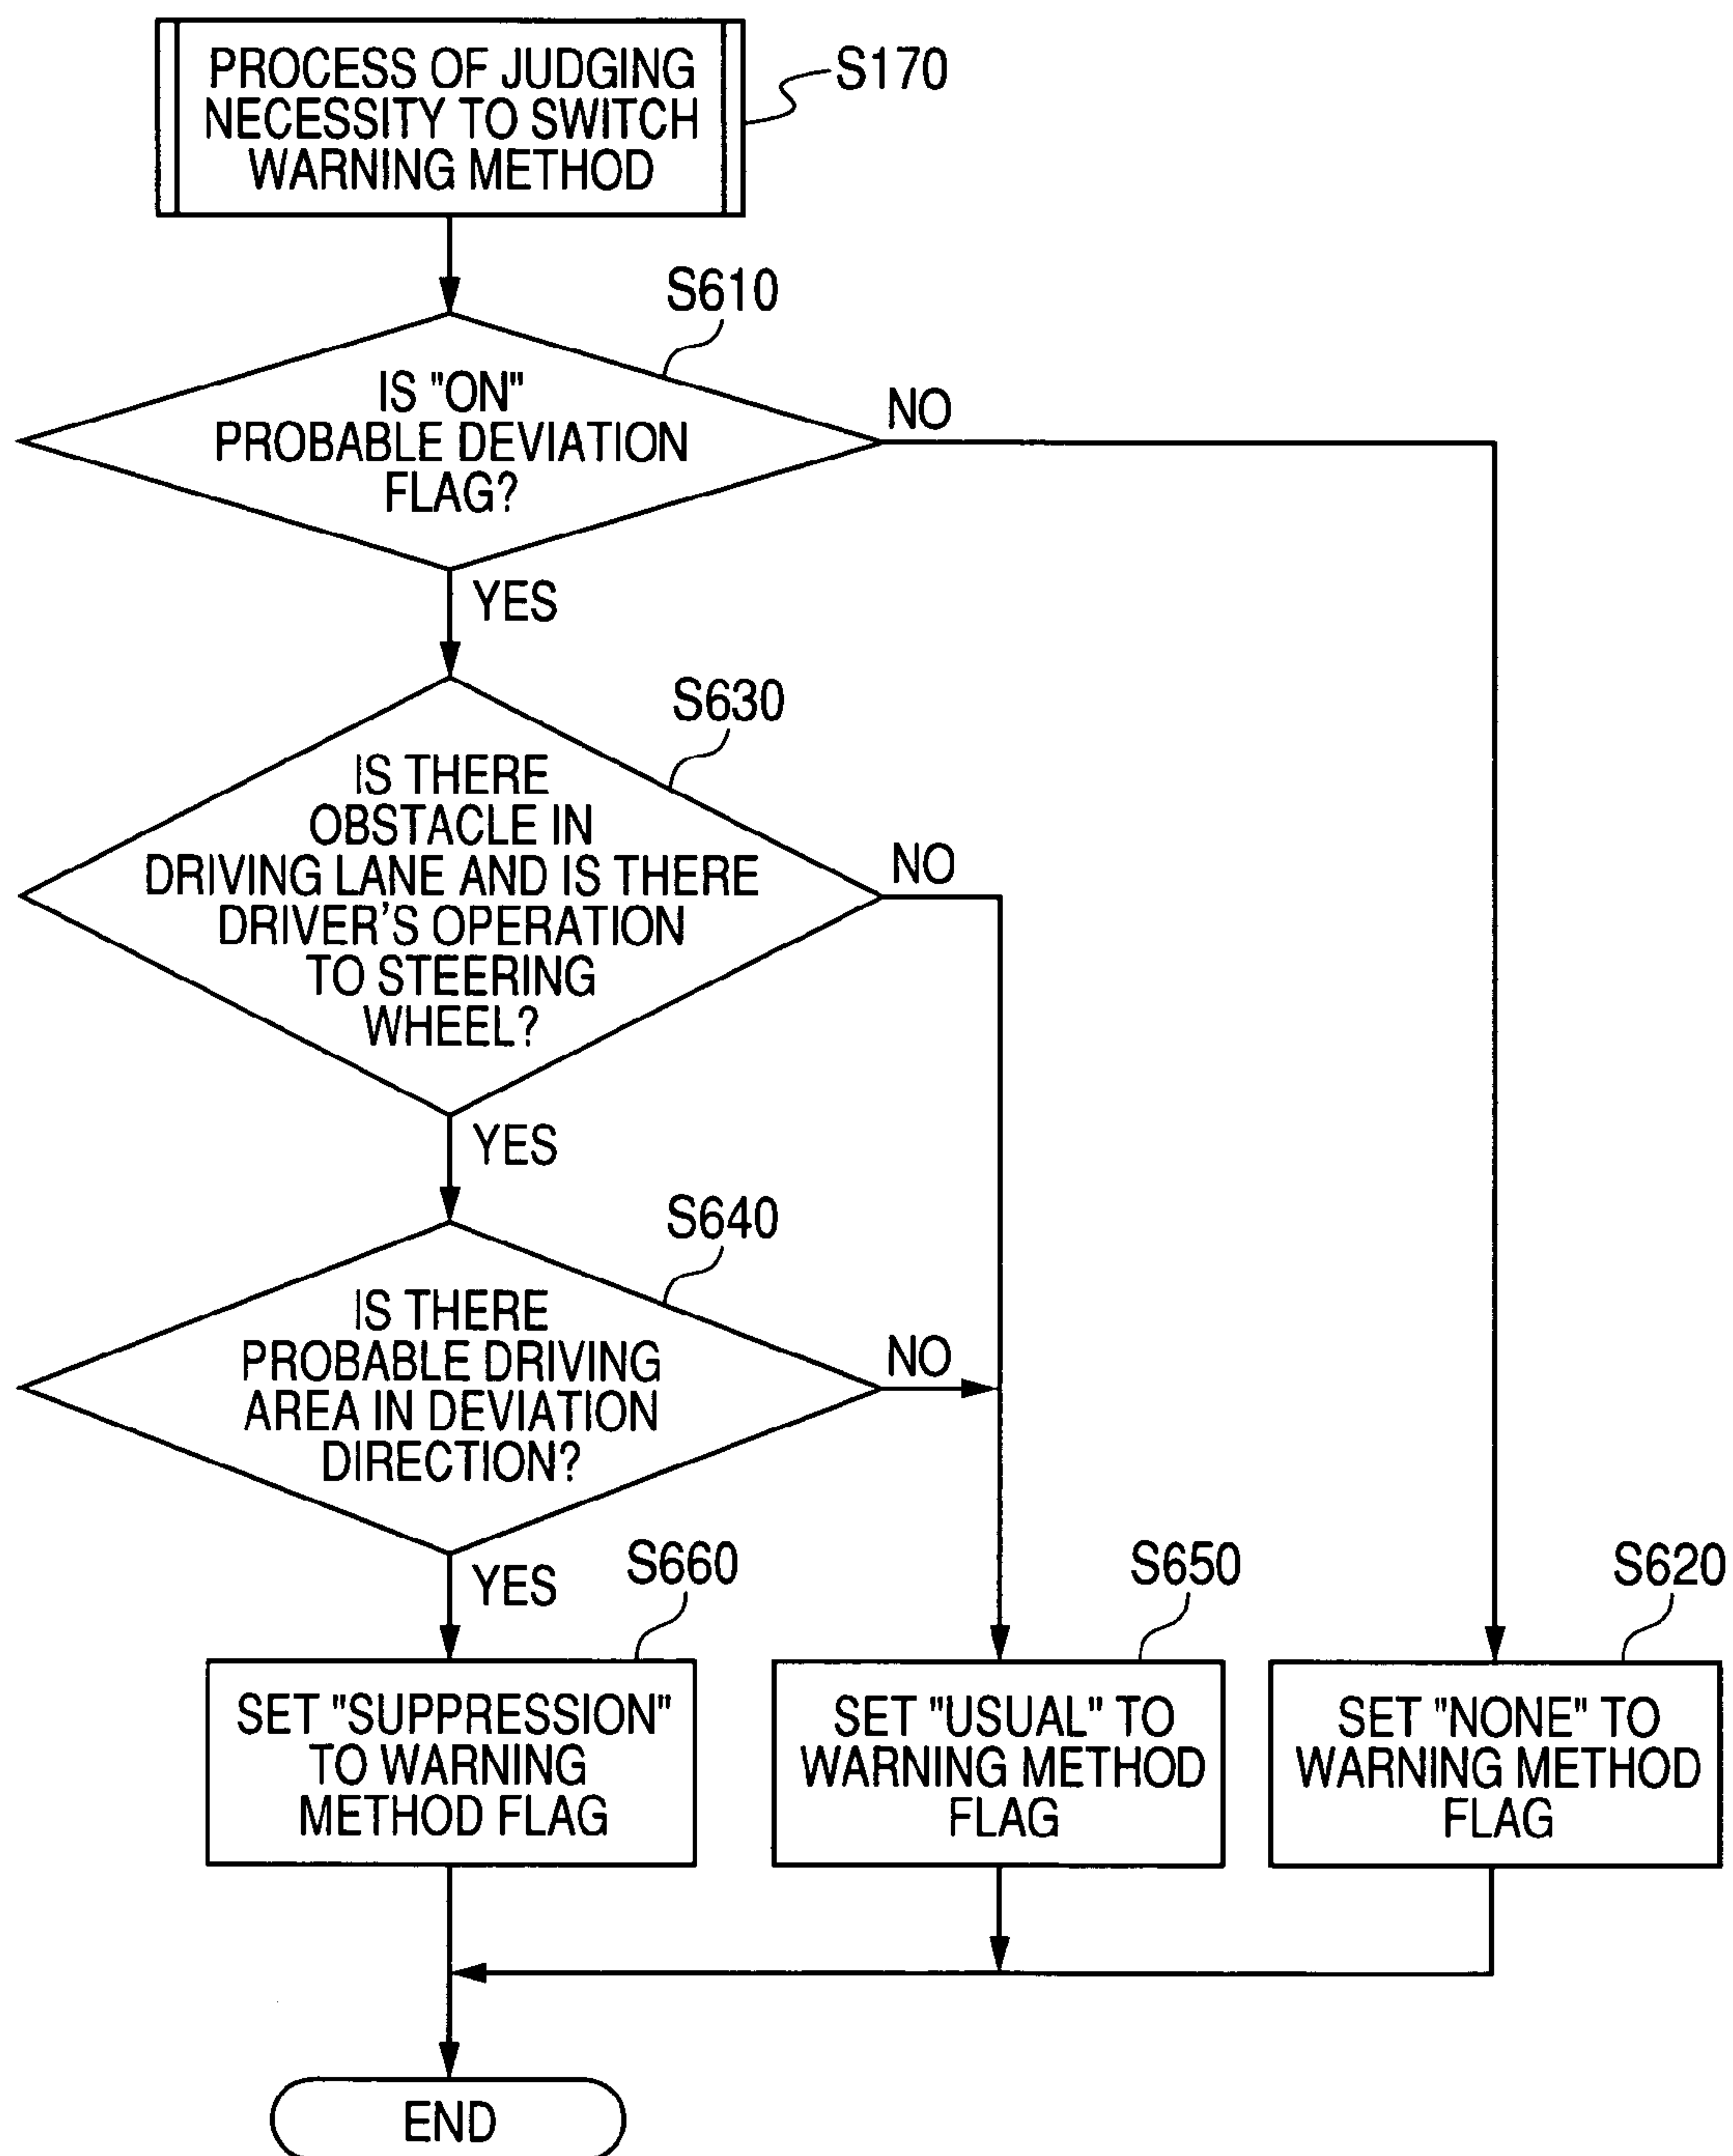 PROCESS OF JUDGING
NECESSITY TO SWITCH
WARNING METHOD
S170
S610
IS "ON"
PROBABLE DEVIATION
FLAG?
NO
YES
S630
IS THERE
OBSTACLE IN
DRIVING LANE AND IS THERE
DRIVER'S OPERATION
TO STEERING
WHEEL?
NO
YES
S640
IS THERE
PROBABLE DRIVING
AREA IN DEVIATION
DIRECTION?
NO
YES
S660
SET "SUPPRESSION"
TO WARNING
METHOD FLAG
S650
SET "USUAL" TO
WARNING METHOD
FLAG
S620
SET "NONE" TO
WARNING METHOD
FLAG
END